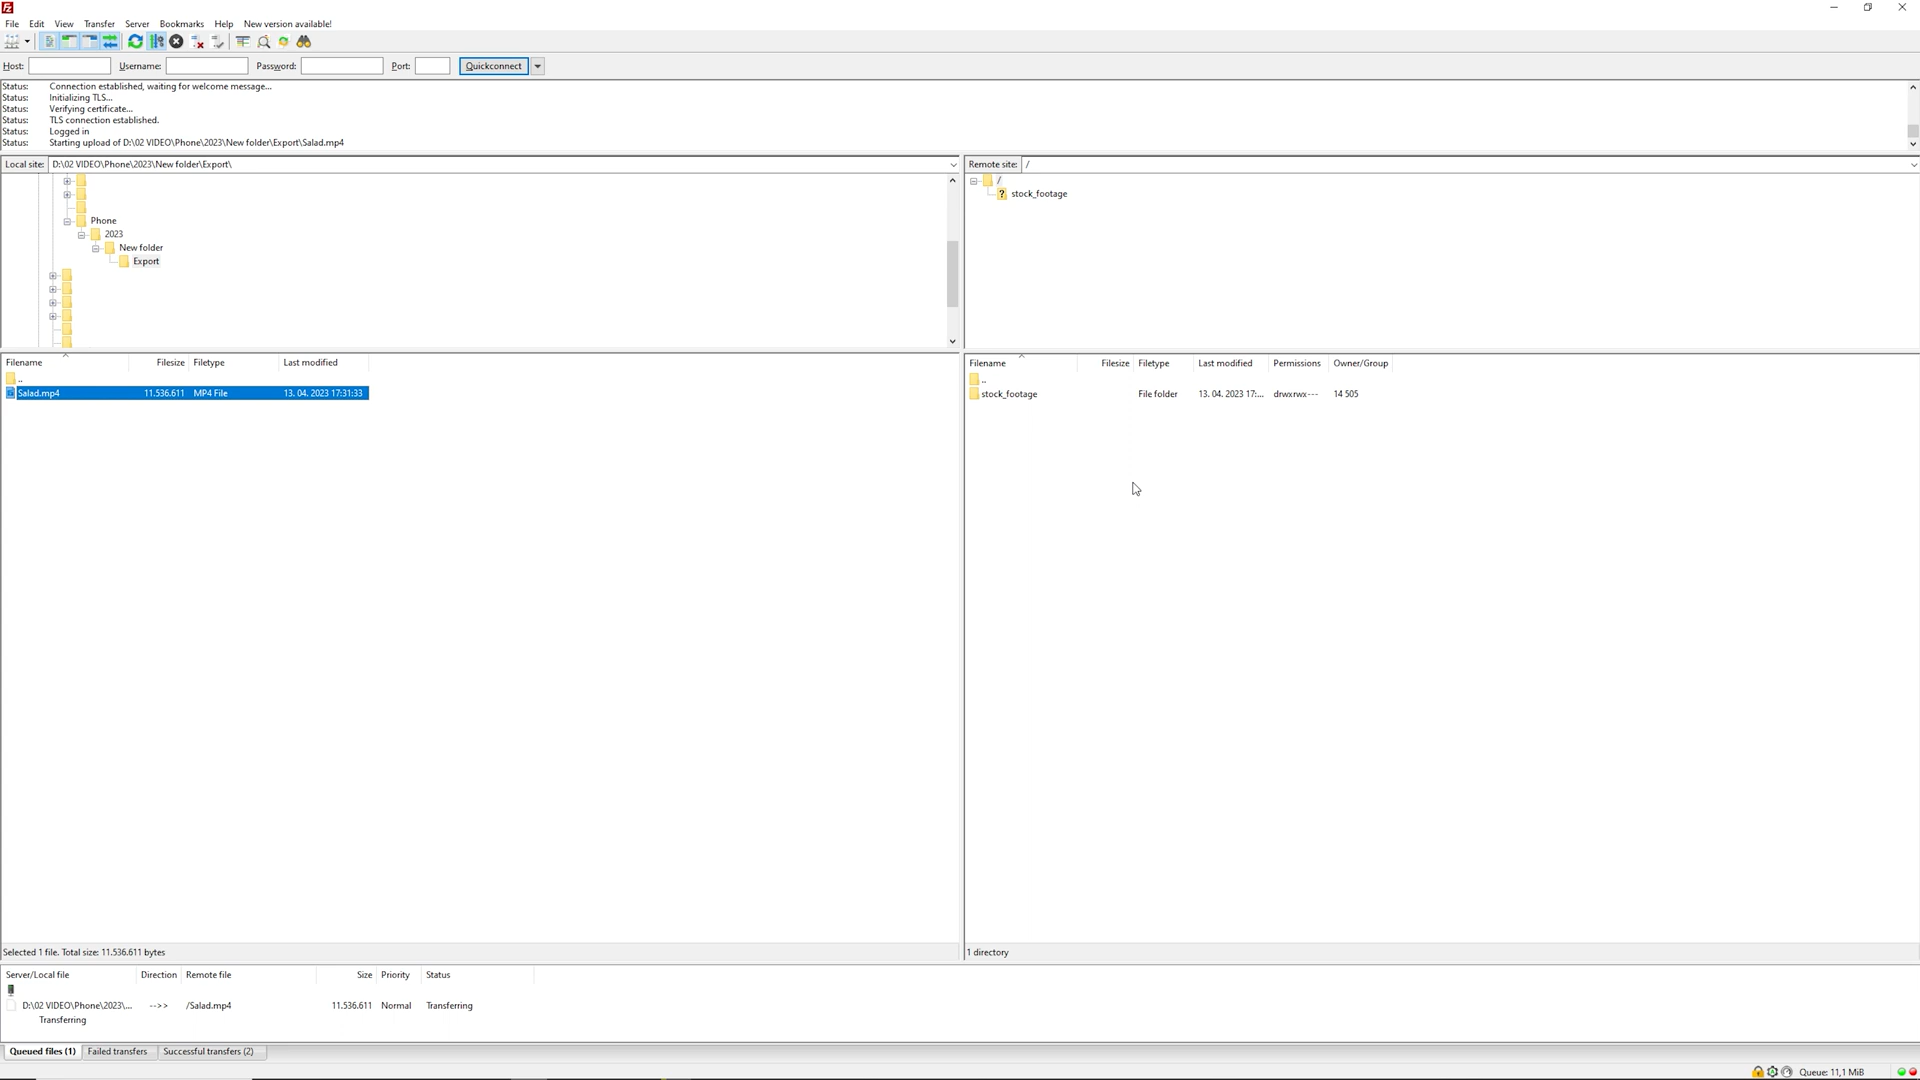 File Edit View Transfer Server Bookmarks Help New version available!
Host: Username: Password: Port: Quickconnect
Status: Connection established, waiting for welcome message...
Status: Initializing TLS...
Status: Verifying certificate...
Status: TLS connection established.
Status: Logged in
Status: Starting upload of D:\02 VIDEO\Phone\2023\New folder\Export\Salad.mp4
Local site: D:\02 VIDEO\Phone\2023\New folder\Export\
Phone
2023
New folder
Export
Filename Filesize Filetype Last modified
..
Salad.mp4 11.536.611 MP4 File 13. 04. 2023 17:31:33
Selected 1 file. Total size: 11.536.611 bytes
Remote site: /
/
? stock_footage
Filename Filesize Filetype Last modified Permissions Owner/Group
..
stock_footage File folder 13. 04. 2023 17:... drwxrwx--- 14 505
1 directory
Server/Local file Direction Remote file Size Priority Status
D:\02 VIDEO\Phone\2023\... -->> /Salad.mp4 11.536.611 Normal Transferring
Transferring
Queued files (1) Failed transfers Successful transfers (2)
Queue: 11,1 MiB